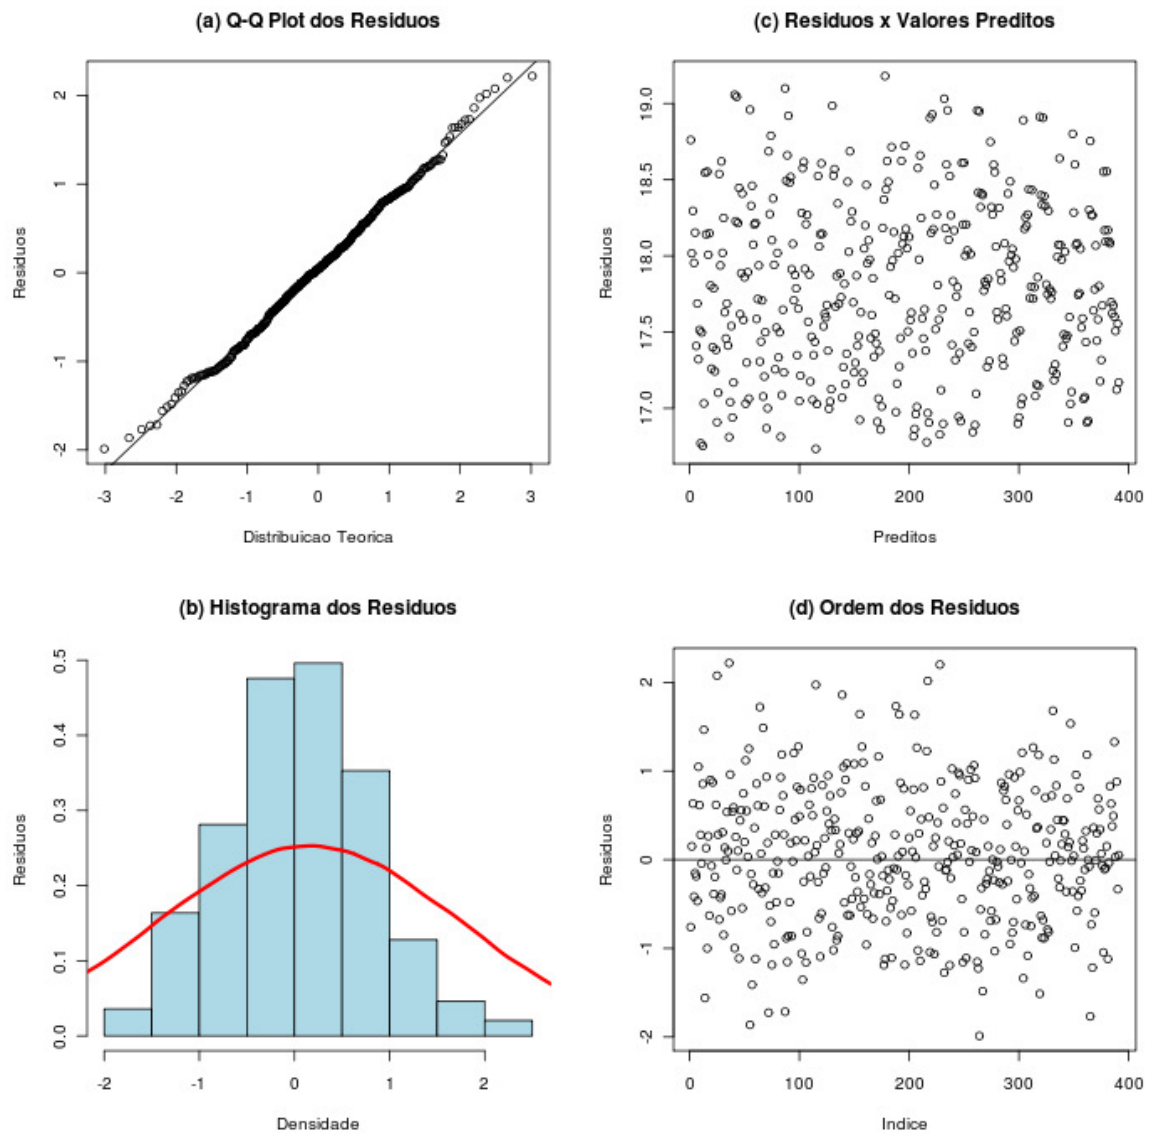 (a) Q-Q Plot dos Residuos
Residuos
2
1
0
-1
-2
-3 -2 -1 0 1 2 3
Distribuicao Teorica
(c) Residuos x Valores Preditos
Residuos
19.0
18.5
18.0
17.5
17.0
0 100 200 300 400
Preditos
(b) Histograma dos Residuos
Residuos
0.5
0.4
0.3
0.2
0.1
0.0
-2 -1 0 1 2
Densidade
(d) Ordem dos Residuos
Residuos
2
1
0
-1
-2
0 100 200 300 400
Indice